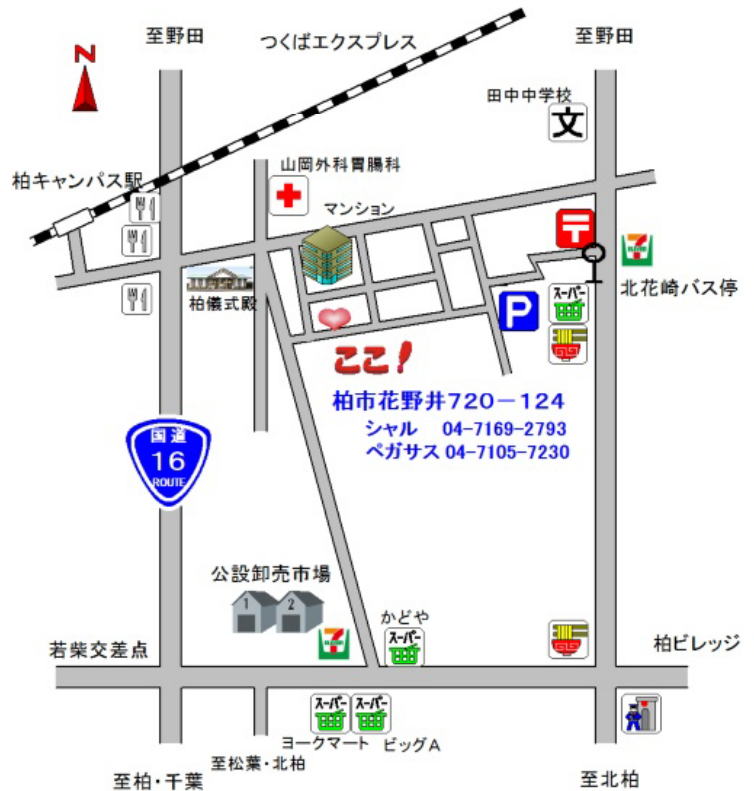 至野田
つくばエクスプレス
至野田
N
田中中学校
文
山岡外科胃腸科
柏キャンパス駅
マンション
〒
7
ELEVEN
北花崎バス停
柏儀式殿
P
スーパー
ここ!
柏市花野井720-124
シャル 04-7169-2793
ペガサス 04-7105-7230
国道
16
ROUTE
公設卸売市場
1
2
かどや
7
ELEVEN
スーパー
若柴交差点
柏ビレッジ
スーパー
スーパー
ヨークマート
ビッグA
至松葉・北柏
至柏・千葉
至北柏